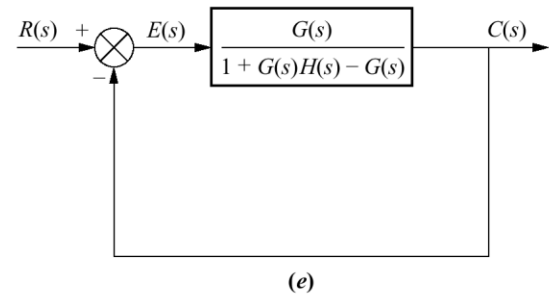 R(s) + E(s) G(s) C(s)
1 + G(s)H(s) − G(s)
−
(e)